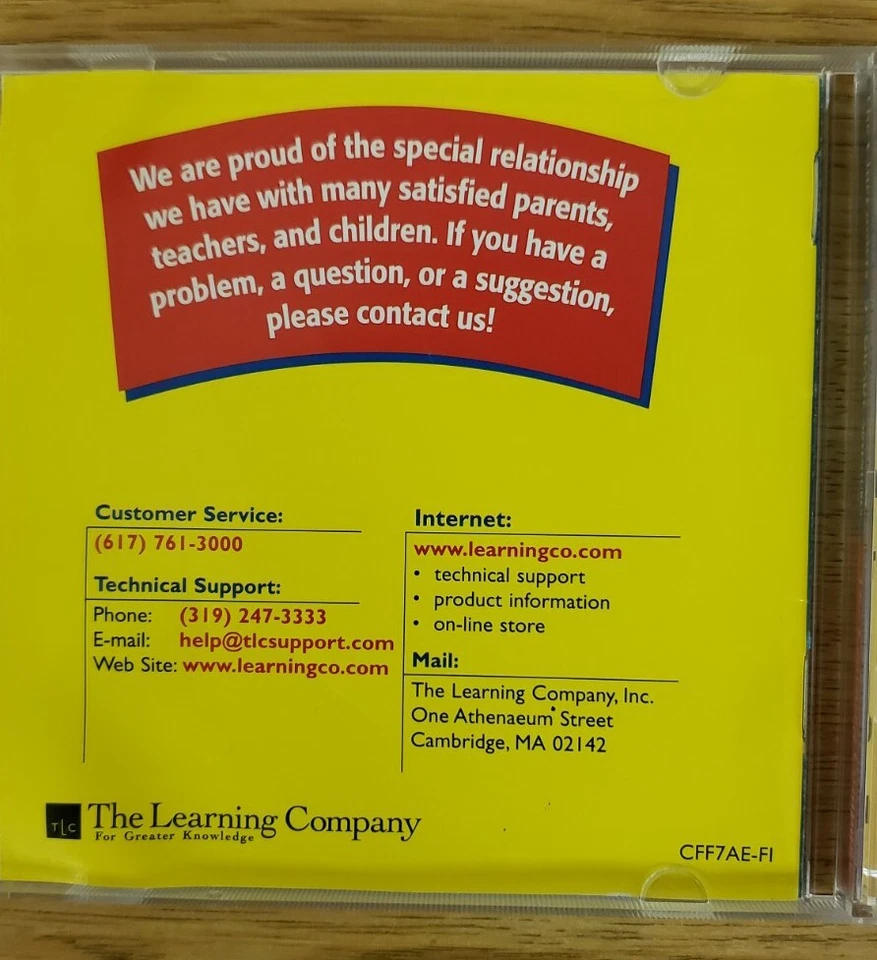 We are proud of the special relationship
we have with many satisfied parents,
teachers, and children. If you have a
problem, a question, or a suggestion,
please contact us!
Customer Service:
(617) 761-3000
Technical Support:
Phone: (319) 247-3333
E-mail: help@tlcsupport.com
Web Site: www.learningco.com
Internet:
www.learningco.com
• technical support
• product information
• on-line store
Mail:
The Learning Company, Inc.
One Athenaeum Street
Cambridge, MA 02142
TLC
The Learning Company
For Greater Knowledge
CFF7AE-FI